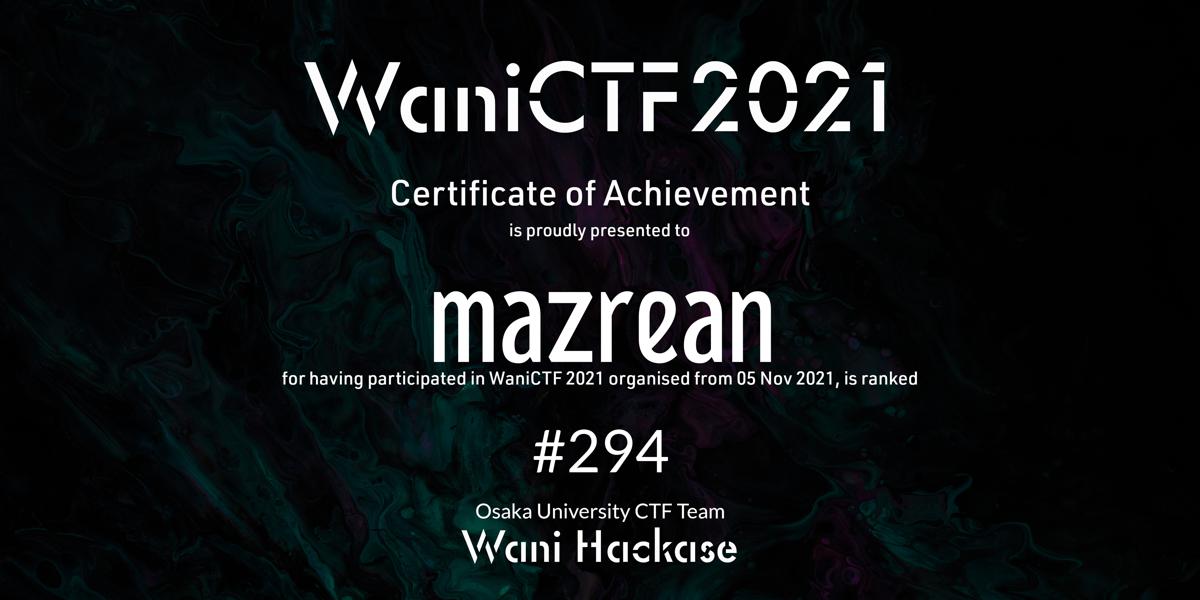 WaniCTF2021
Certificate of Achievement
is proudly presented to
mazrean
for having participated in WaniCTF 2021 organised from 05 Nov 2021, is ranked
#294
Osaka University CTF Team
Wani Hackase